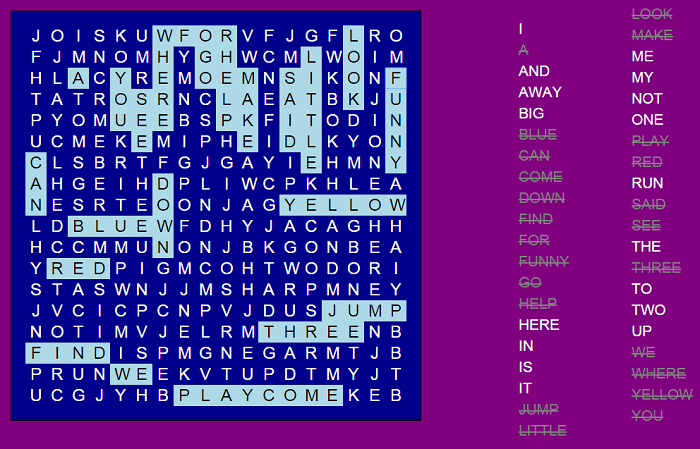 J O I S K U W F O R V F J G F L R O
F J M N O M H Y G H W C M L W O I M
H L A C Y R E M O E M N S I K O N F
T A T R O S R N C L A E A T B K J U
P Y O M U E E B S P K F I T O D I N
U C M E K E M I P H E I D L K Y O N
C L S B R T F G J G A Y I E H M N Y
A H G E I H D P L I W C P K H L E A
N E S R T E O O N J A G Y E L L O W
L D B L U E W F D H Y J A C A G H H
H C C M M U N O N J B K G O N B E A
Y R E D P I G M C O H T W O D O R I
S T A S W N J J M S H A R P M N E Y
J V C I C P C N P V J D U S J U M P
N O T I M V J E L R M T H R E E N B
F I N D I S P M G N E G A R M T J B
P R U N W E E K V T U P D T M Y J T
U C G J Y H B P L A Y C O M E K E B
I
A
AND
AWAY
BIG
BLUE
CAN
COME
DOWN
FIND
FOR
FUNNY
GO
HELP
HERE
IN
IS
IT
JUMP
LITTLE
LOOK
MAKE
ME
MY
NOT
ONE
PLAY
RED
RUN
SAID
SEE
THE
THREE
TO
TWO
UP
WE
WHERE
YELLOW
YOU